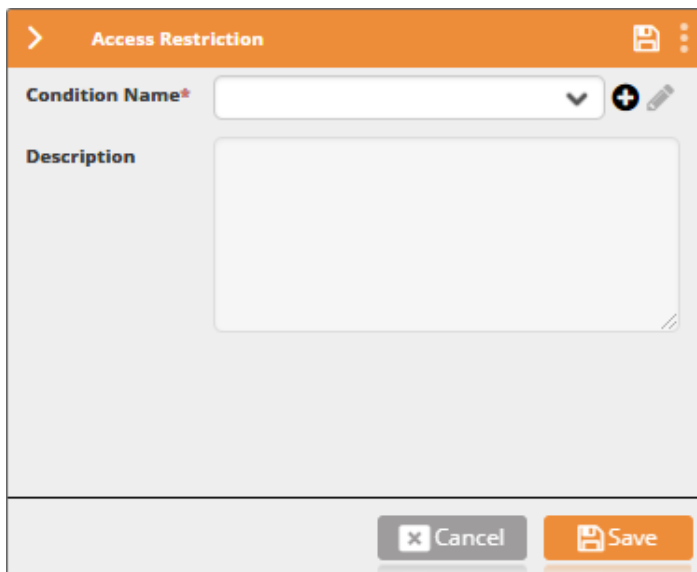 Access Restriction
Condition Name*
Description
Cancel
Save